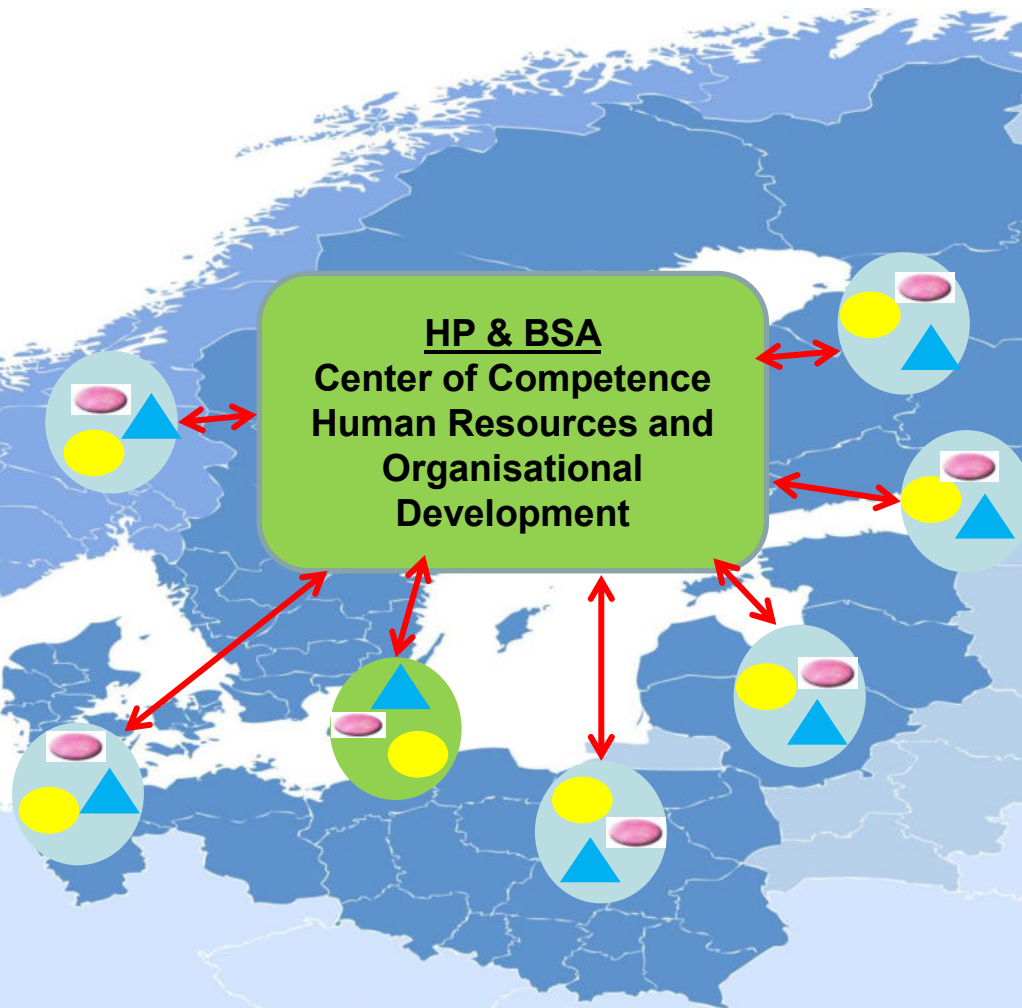 HP & BSA
Center of Competence
Human Resources and
Organisational
Development